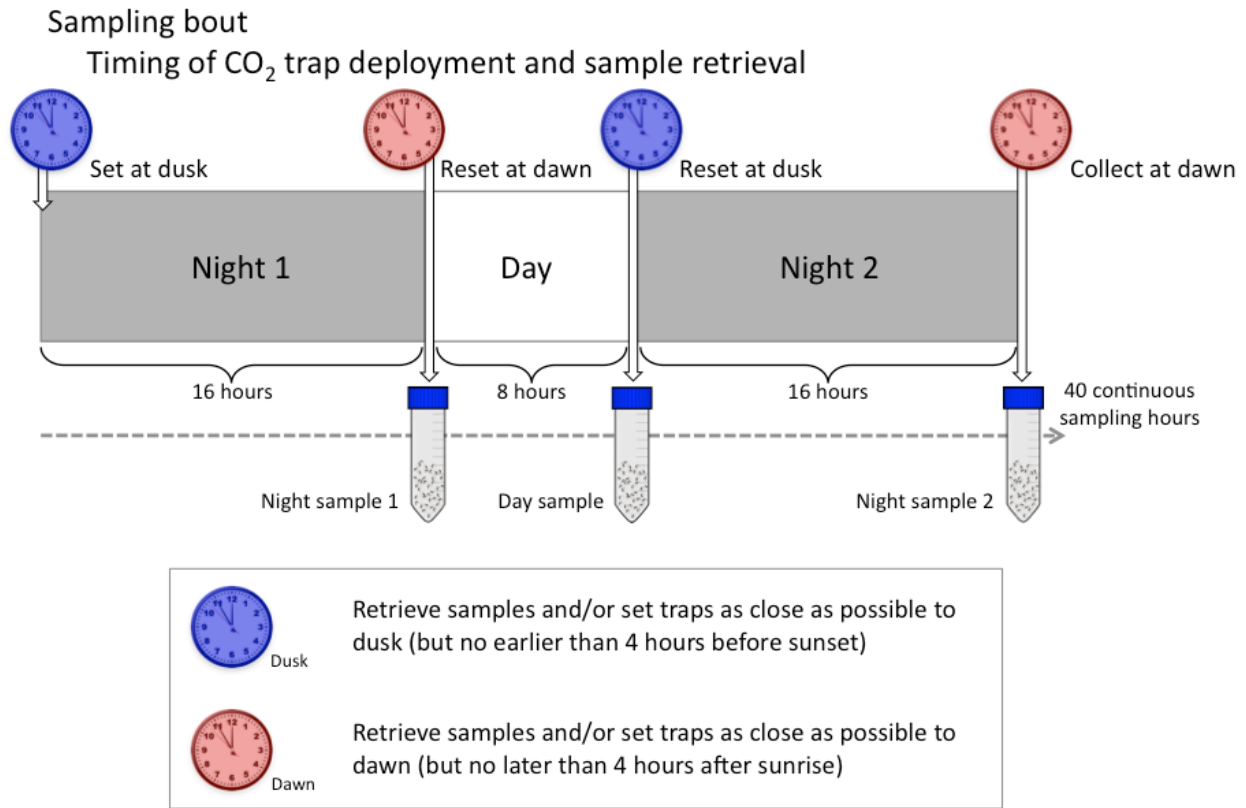 Sampling bout
Timing of CO₂ trap deployment and sample retrieval
Set at dusk
Reset at dawn
Reset at dusk
Collect at dawn
Night 1
Day
Night 2
16 hours
8 hours
16 hours
40 continuous
sampling hours
Night sample 1
Day sample
Night sample 2
Dusk
Retrieve samples and/or set traps as close as possible to
dusk (but no earlier than 4 hours before sunset)
Dawn
Retrieve samples and/or set traps as close as possible to
dawn (but no later than 4 hours after sunrise)